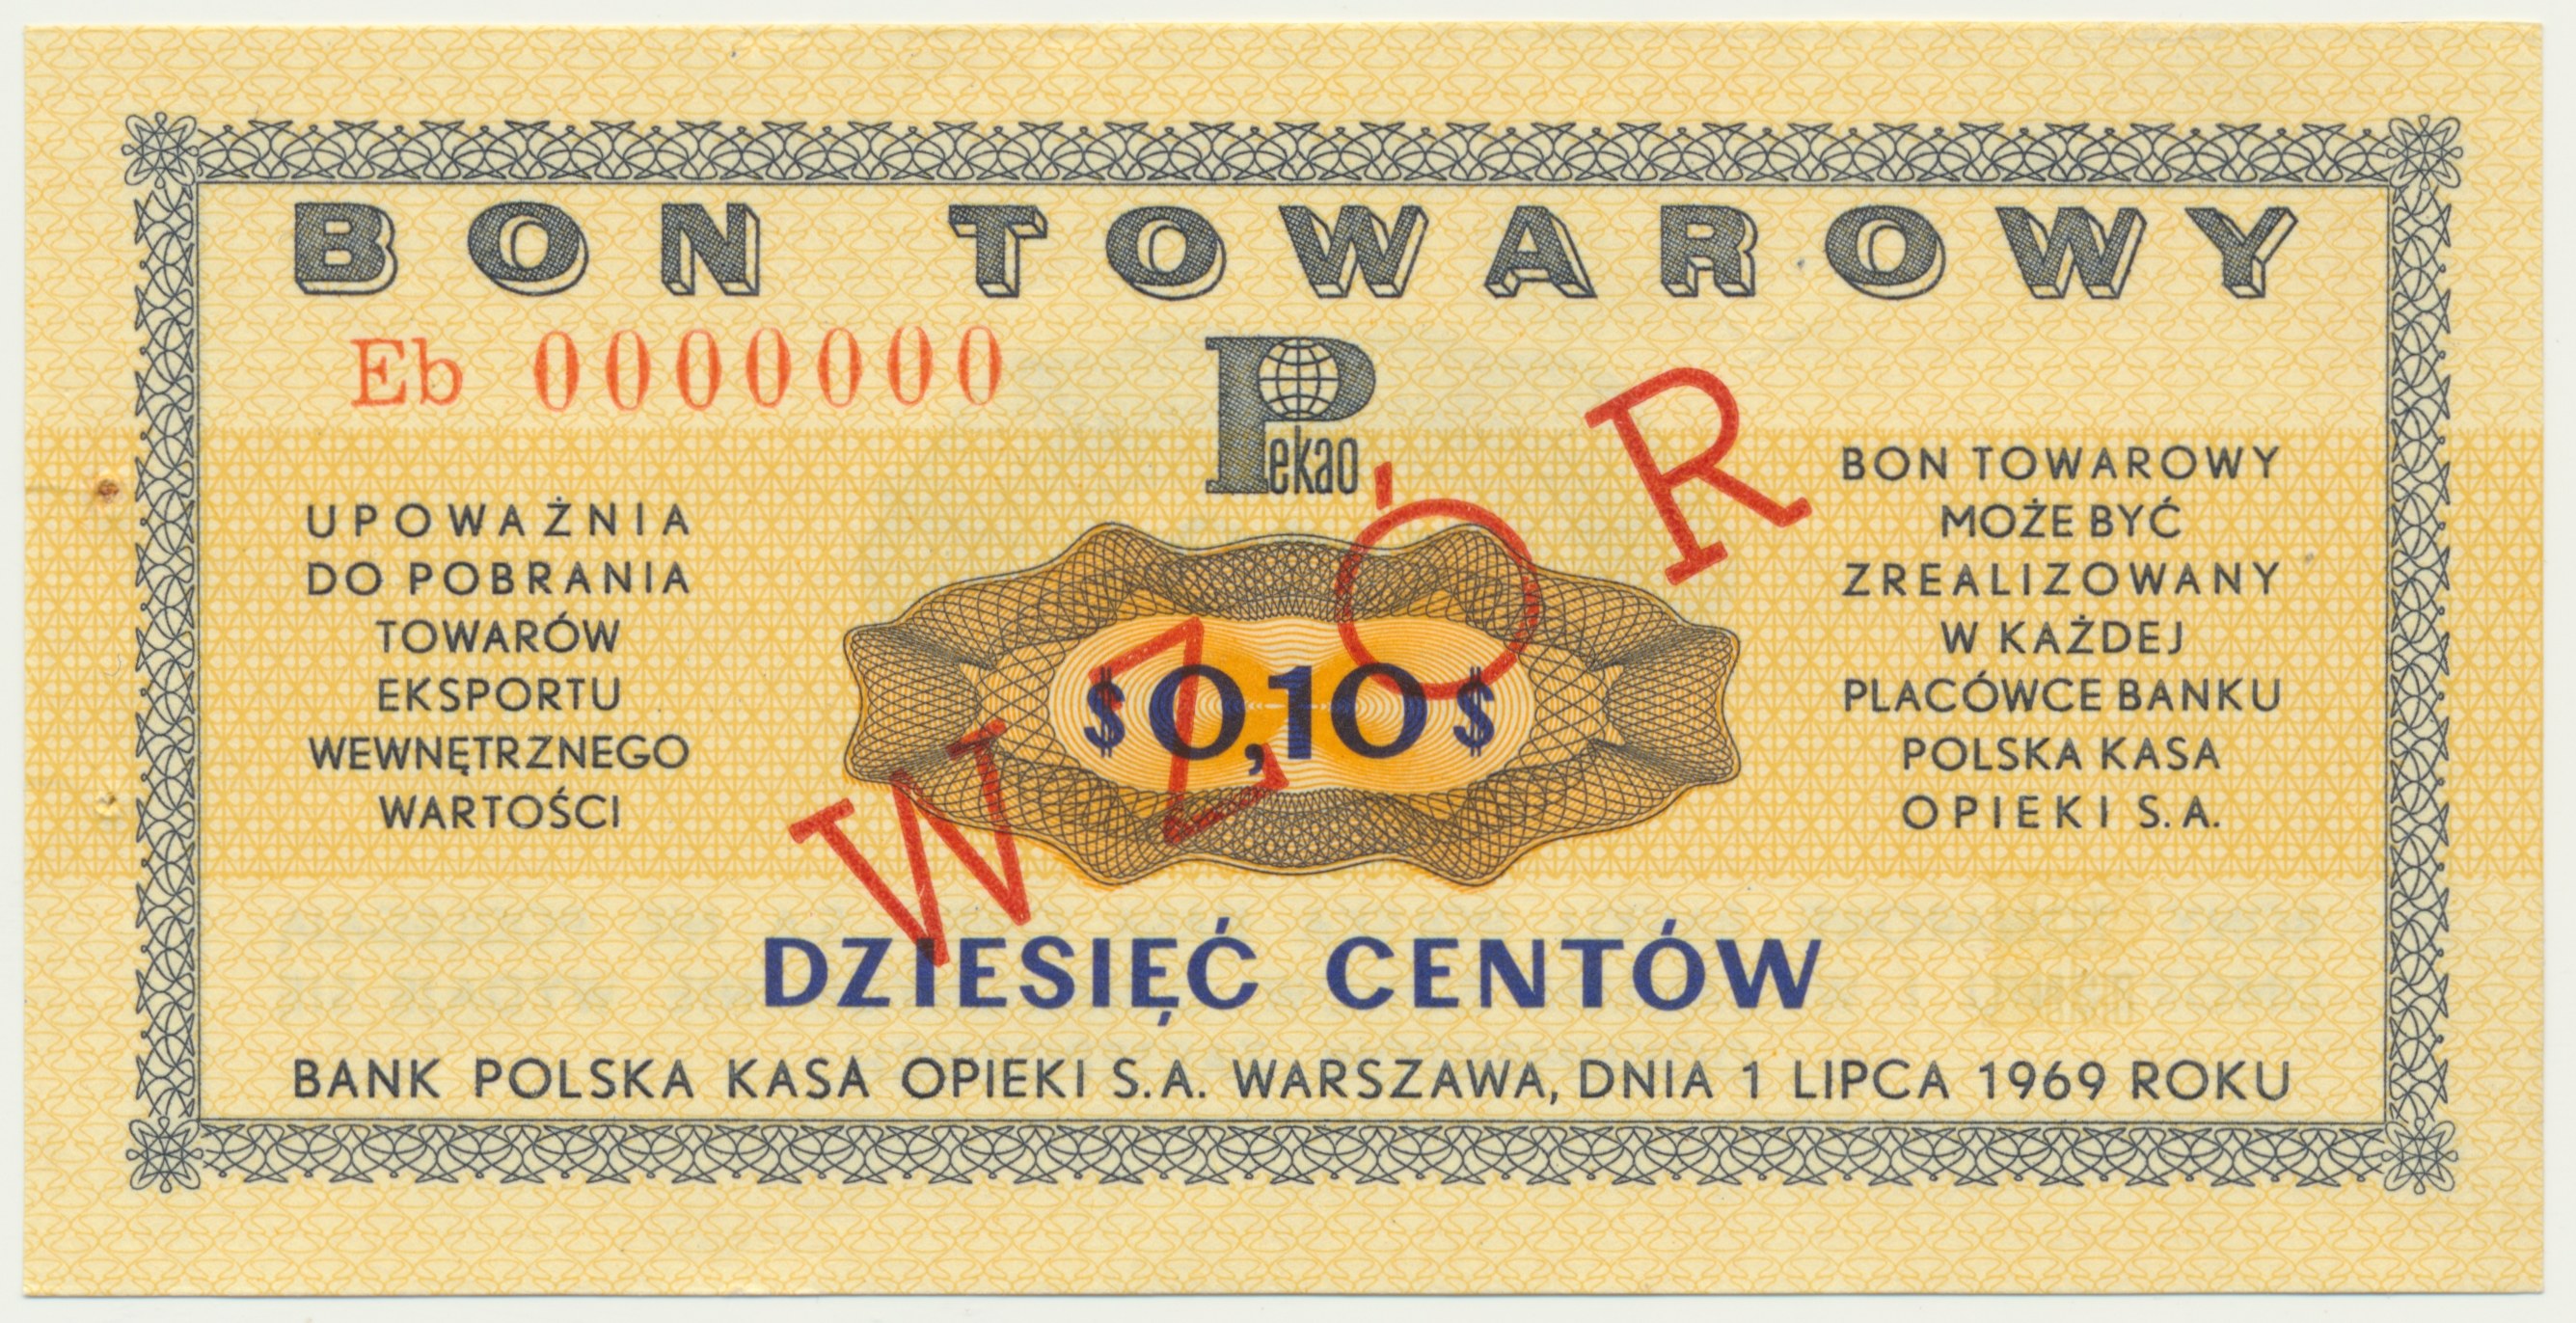 BON TOWAROWY
Eb 0000000
Pekao
UPOWAŻNIA
DO POBRANIA
TOWARÓW
EKSPORTU
WEWNĘTRZNEGO
WARTOŚCI
WZÓR
$0,10$
BON TOWAROWY
MOŻE BYĆ
ZREALIZOWANY
W KAŻDEJ
PLACÓWCE BANKU
POLSKA KASA
OPIEKI S.A.
DZIESIĘĆ CENTÓW
BANK POLSKA KASA OPIEKI S.A. WARSZAWA, DNIA 1 LIPCA 1969 ROKU